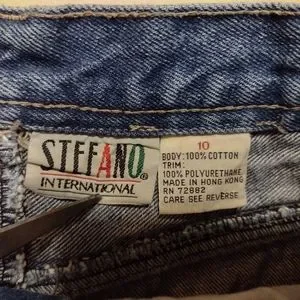 STEFANO®
INTERNATIONAL
10
BODY: 100% COTTON
TRIM:
100% POLYURETHANE
MADE IN HONG KONG
RN 72882
CARE SEE REVERSE